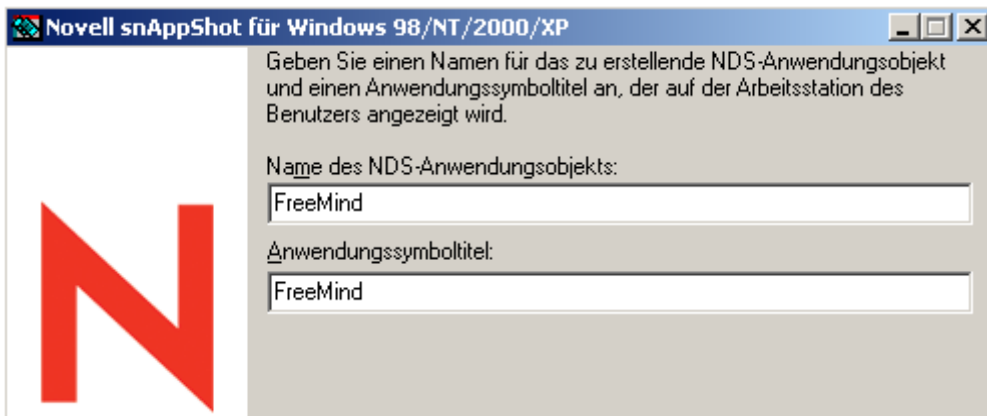 Novell snAppShot für Windows 98/NT/2000/XP
Geben Sie einen Namen für das zu erstellende NDS-Anwendungsobjekt
und einen Anwendungssymboltitel an, der auf der Arbeitsstation des
Benutzers angezeigt wird.
Name des NDS-Anwendungsobjekts:
FreeMind
Anwendungssymboltitel:
FreeMind